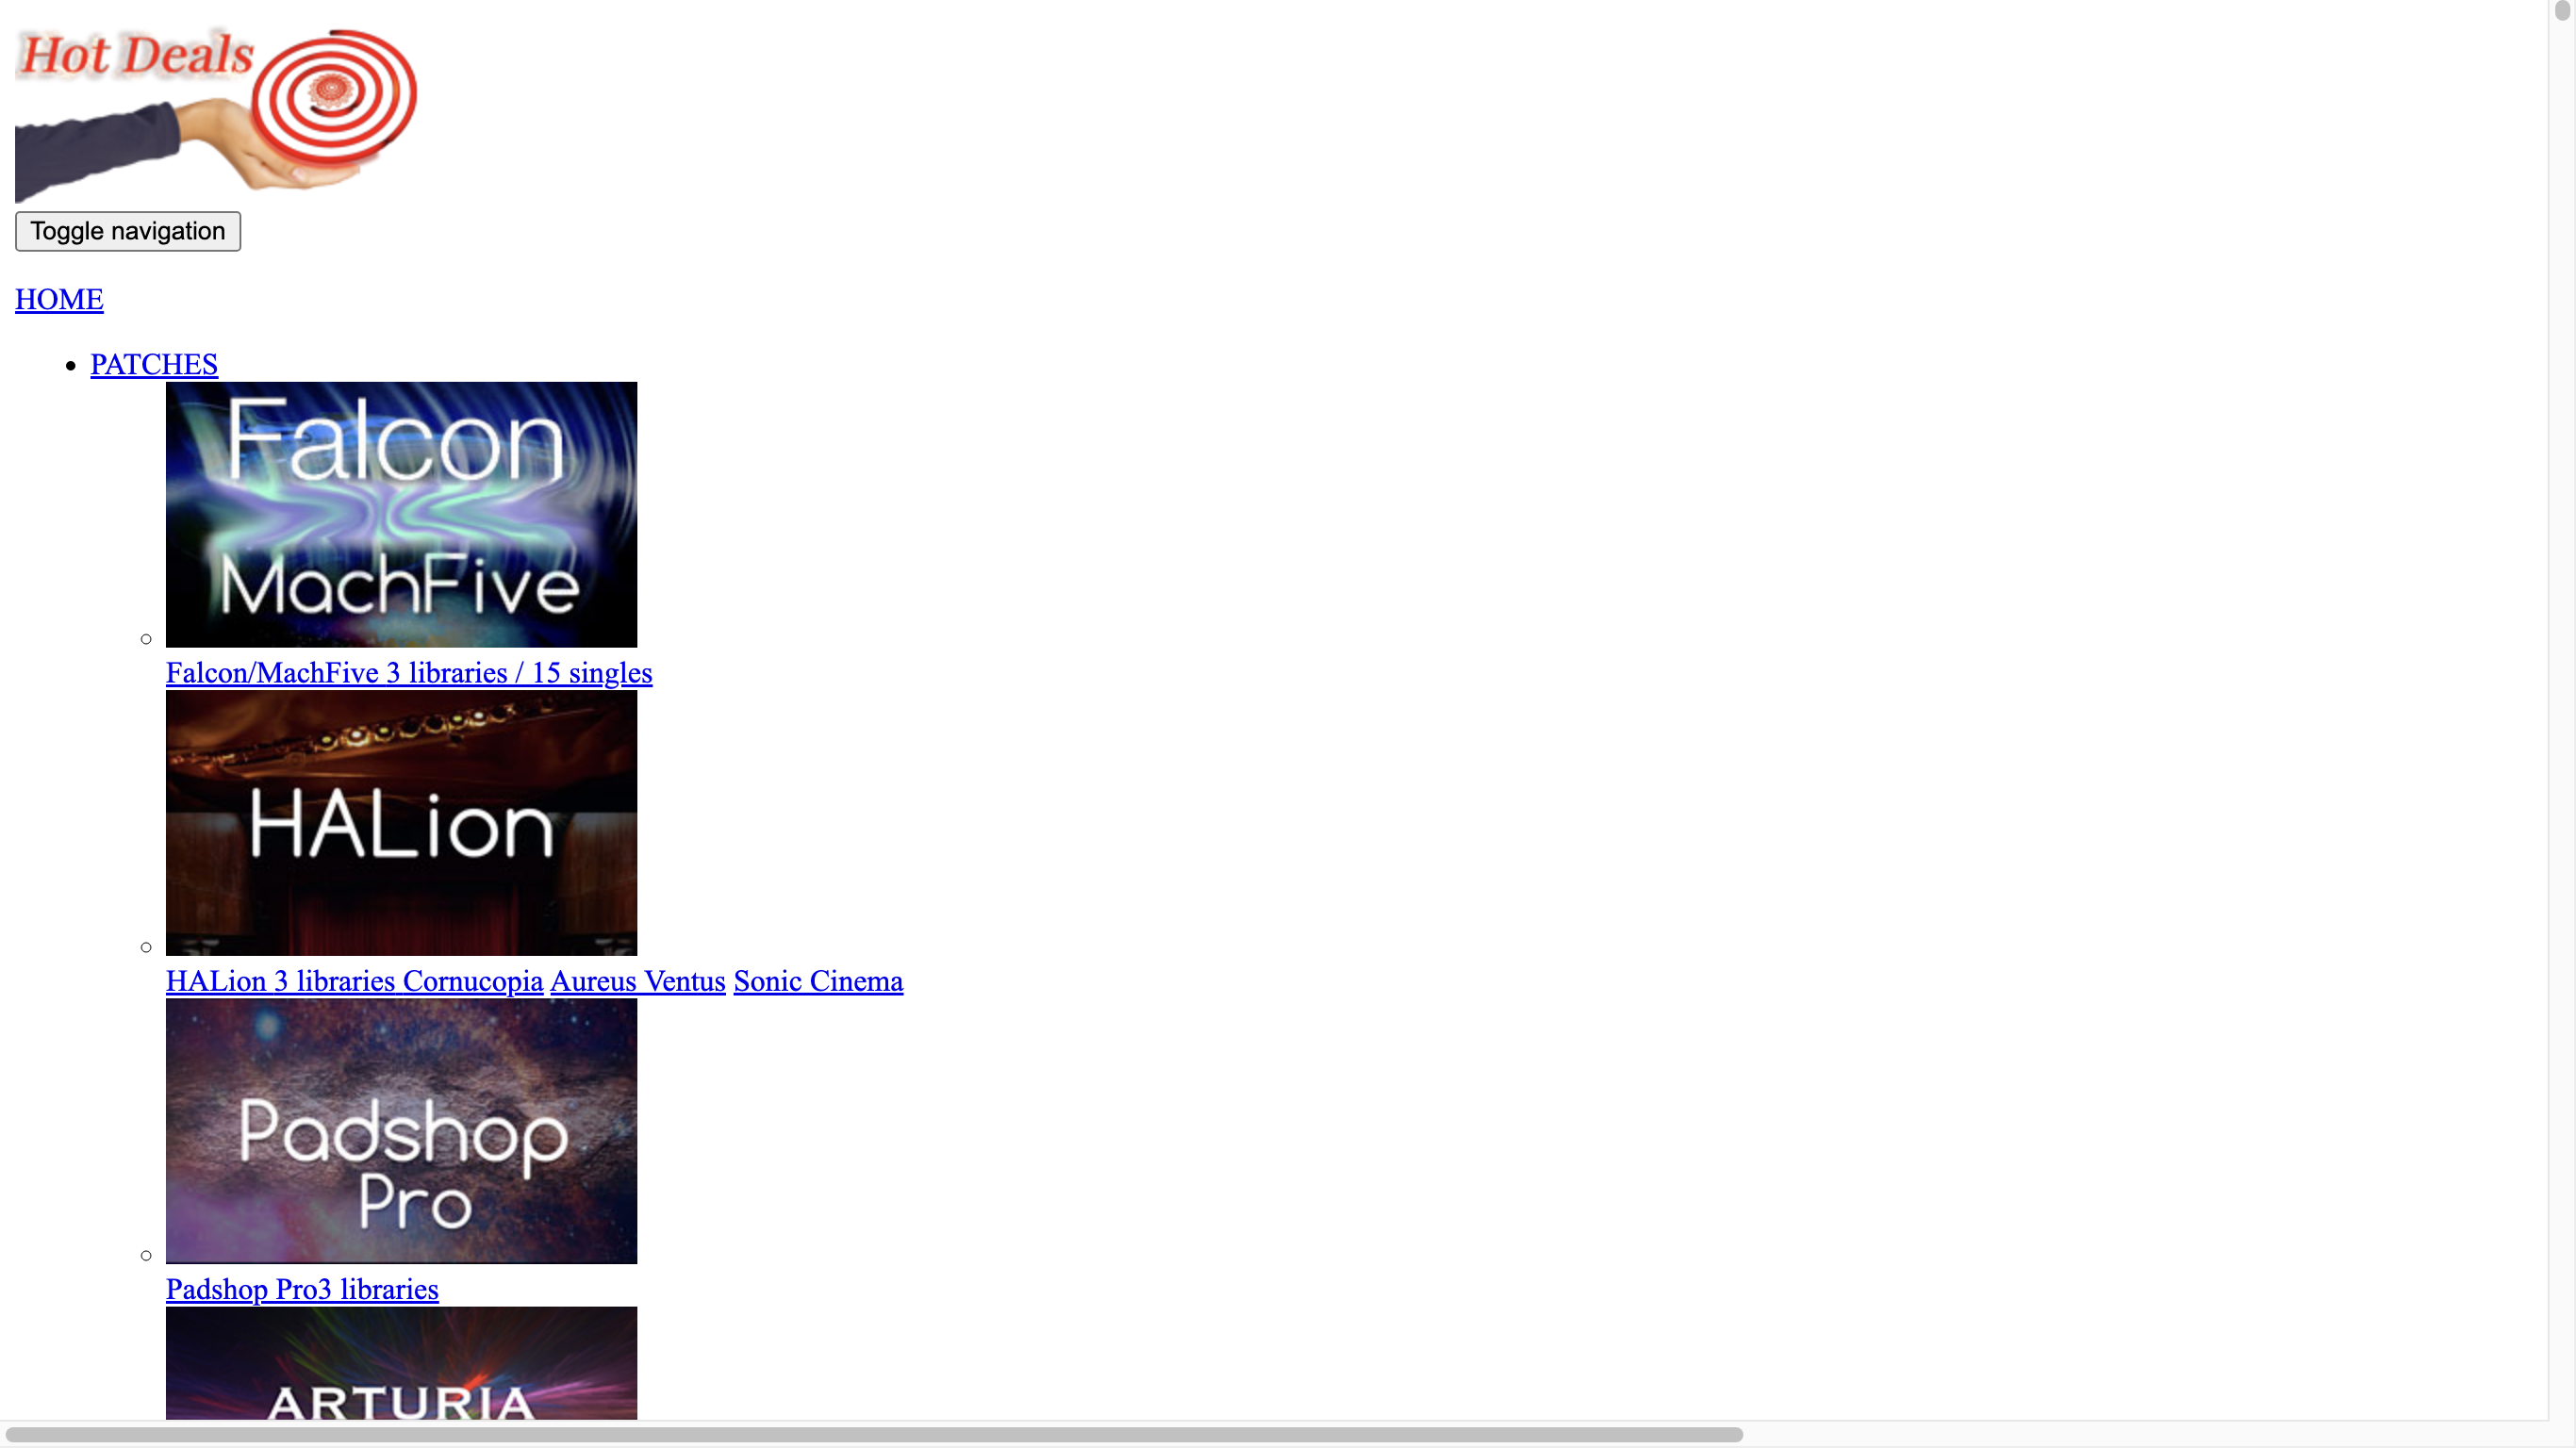 Hot Deals
Toggle navigation
HOME
PATCHES
Falcon
MachFive
Falcon/MachFive 3 libraries / 15 singles
HALion
HALion 3 libraries Cornucopia Aureus Ventus Sonic Cinema
Padshop
Pro
Padshop Pro3 libraries
ARTURIA